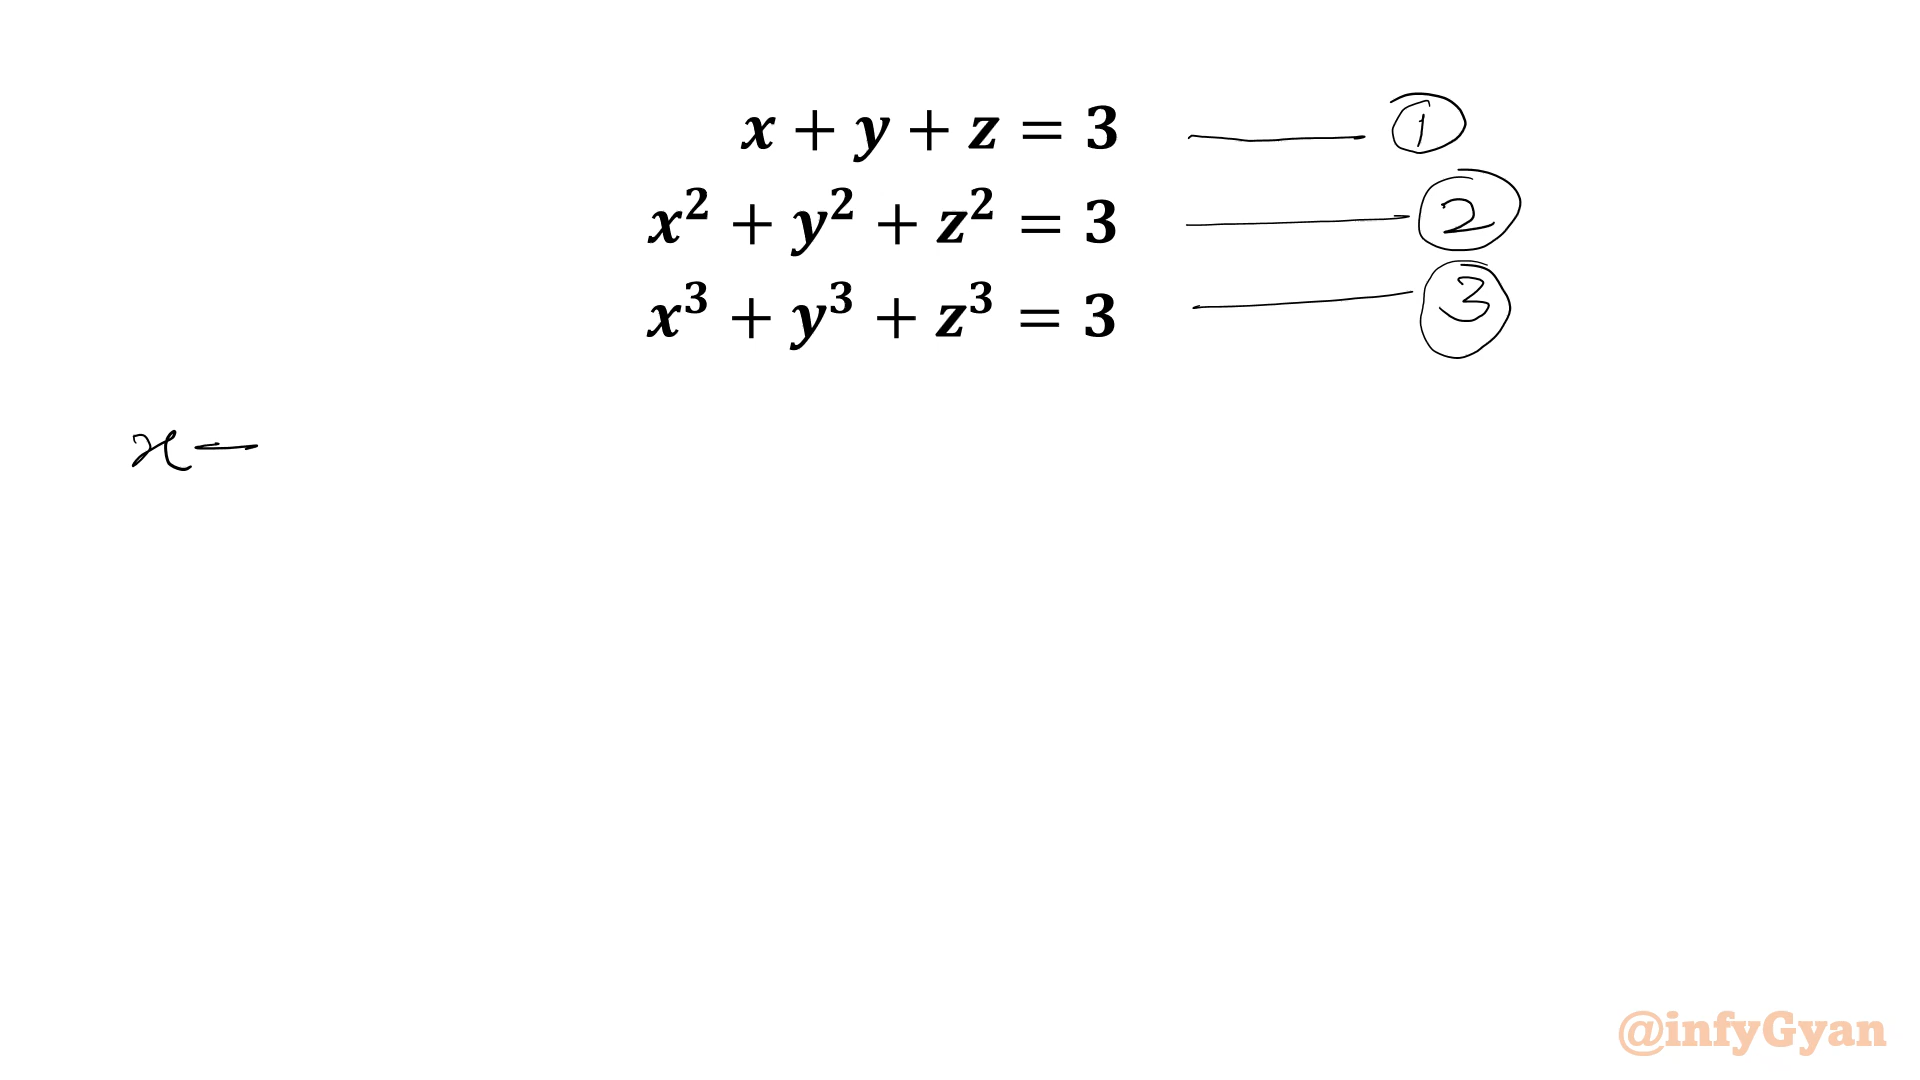 x + y + z = 3 — ①
x² + y² + z² = 3 — ②
x³ + y³ + z³ = 3 — ③
x —
@infyGyan